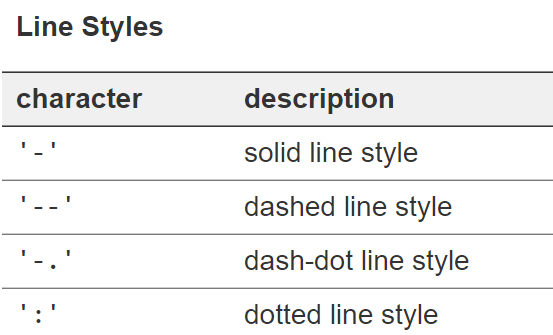 Line Styles
character description
'-' solid line style
'--' dashed line style
'-.' dash-dot line style
':' dotted line style